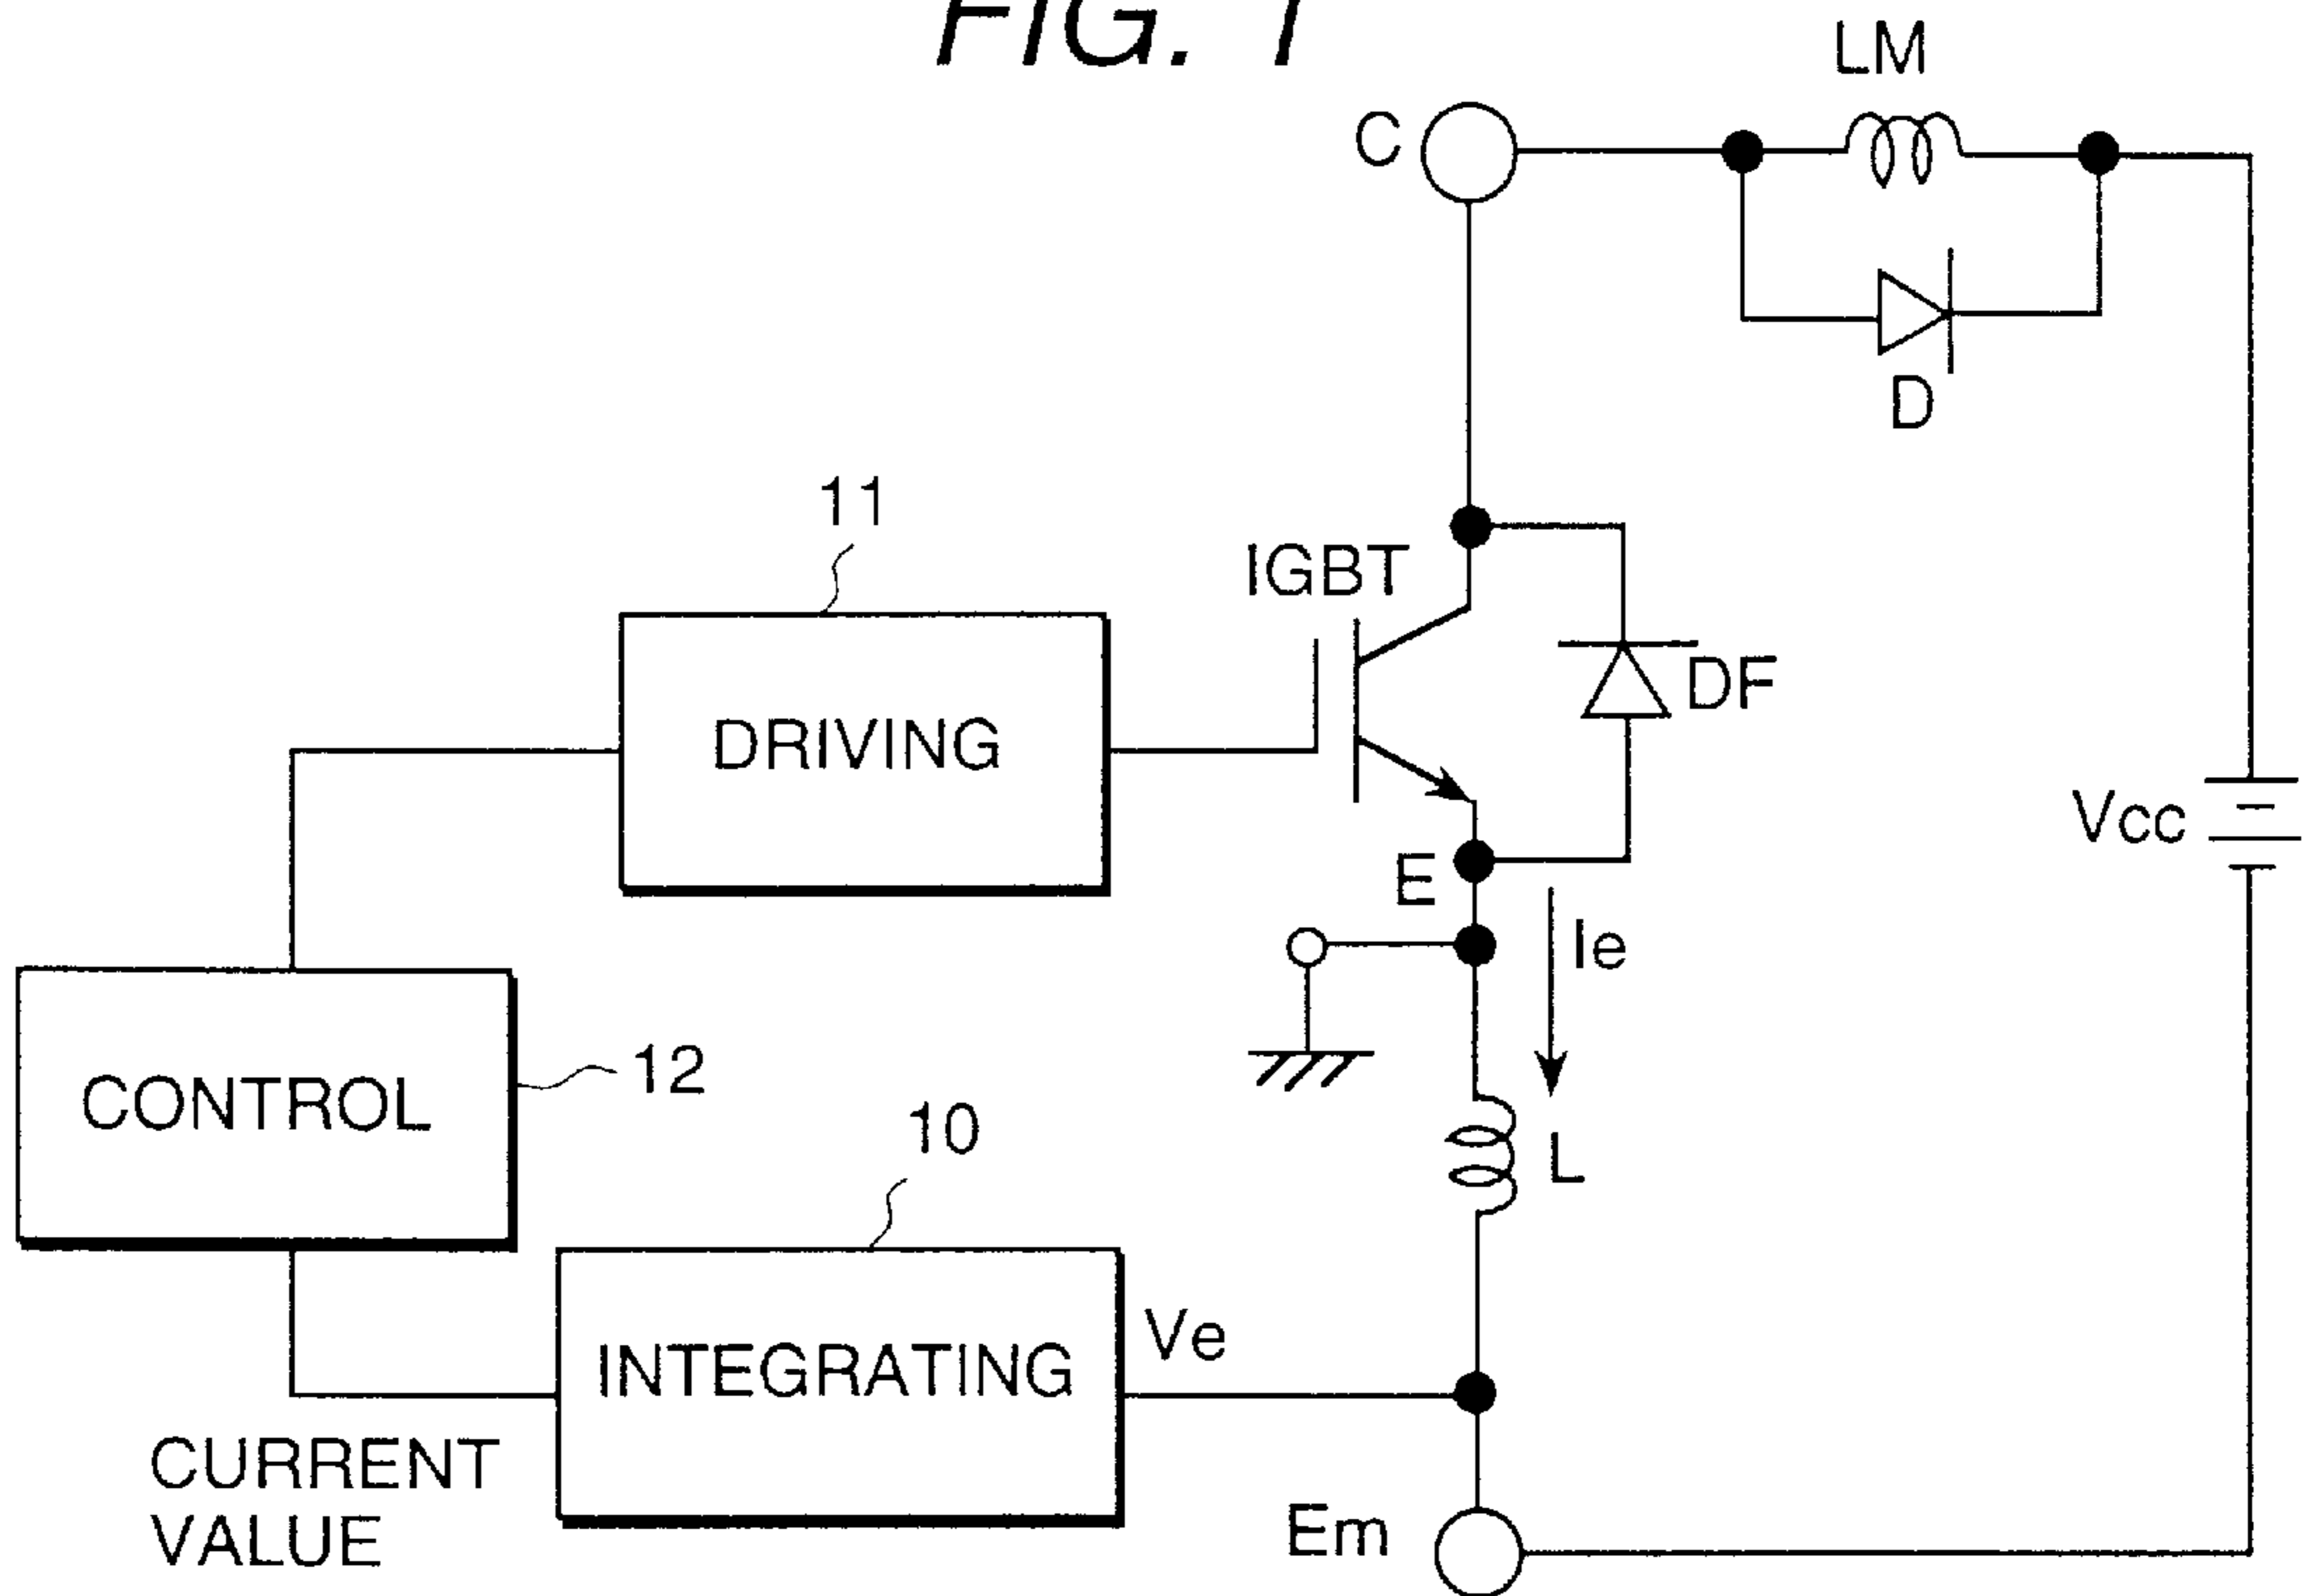 FIG. 1
LM
C
D
11
IGBT
DF
DRIVING
Vcc
E
Ie
CONTROL
12
10
L
Ve
INTEGRATING
CURRENT
VALUE
Em